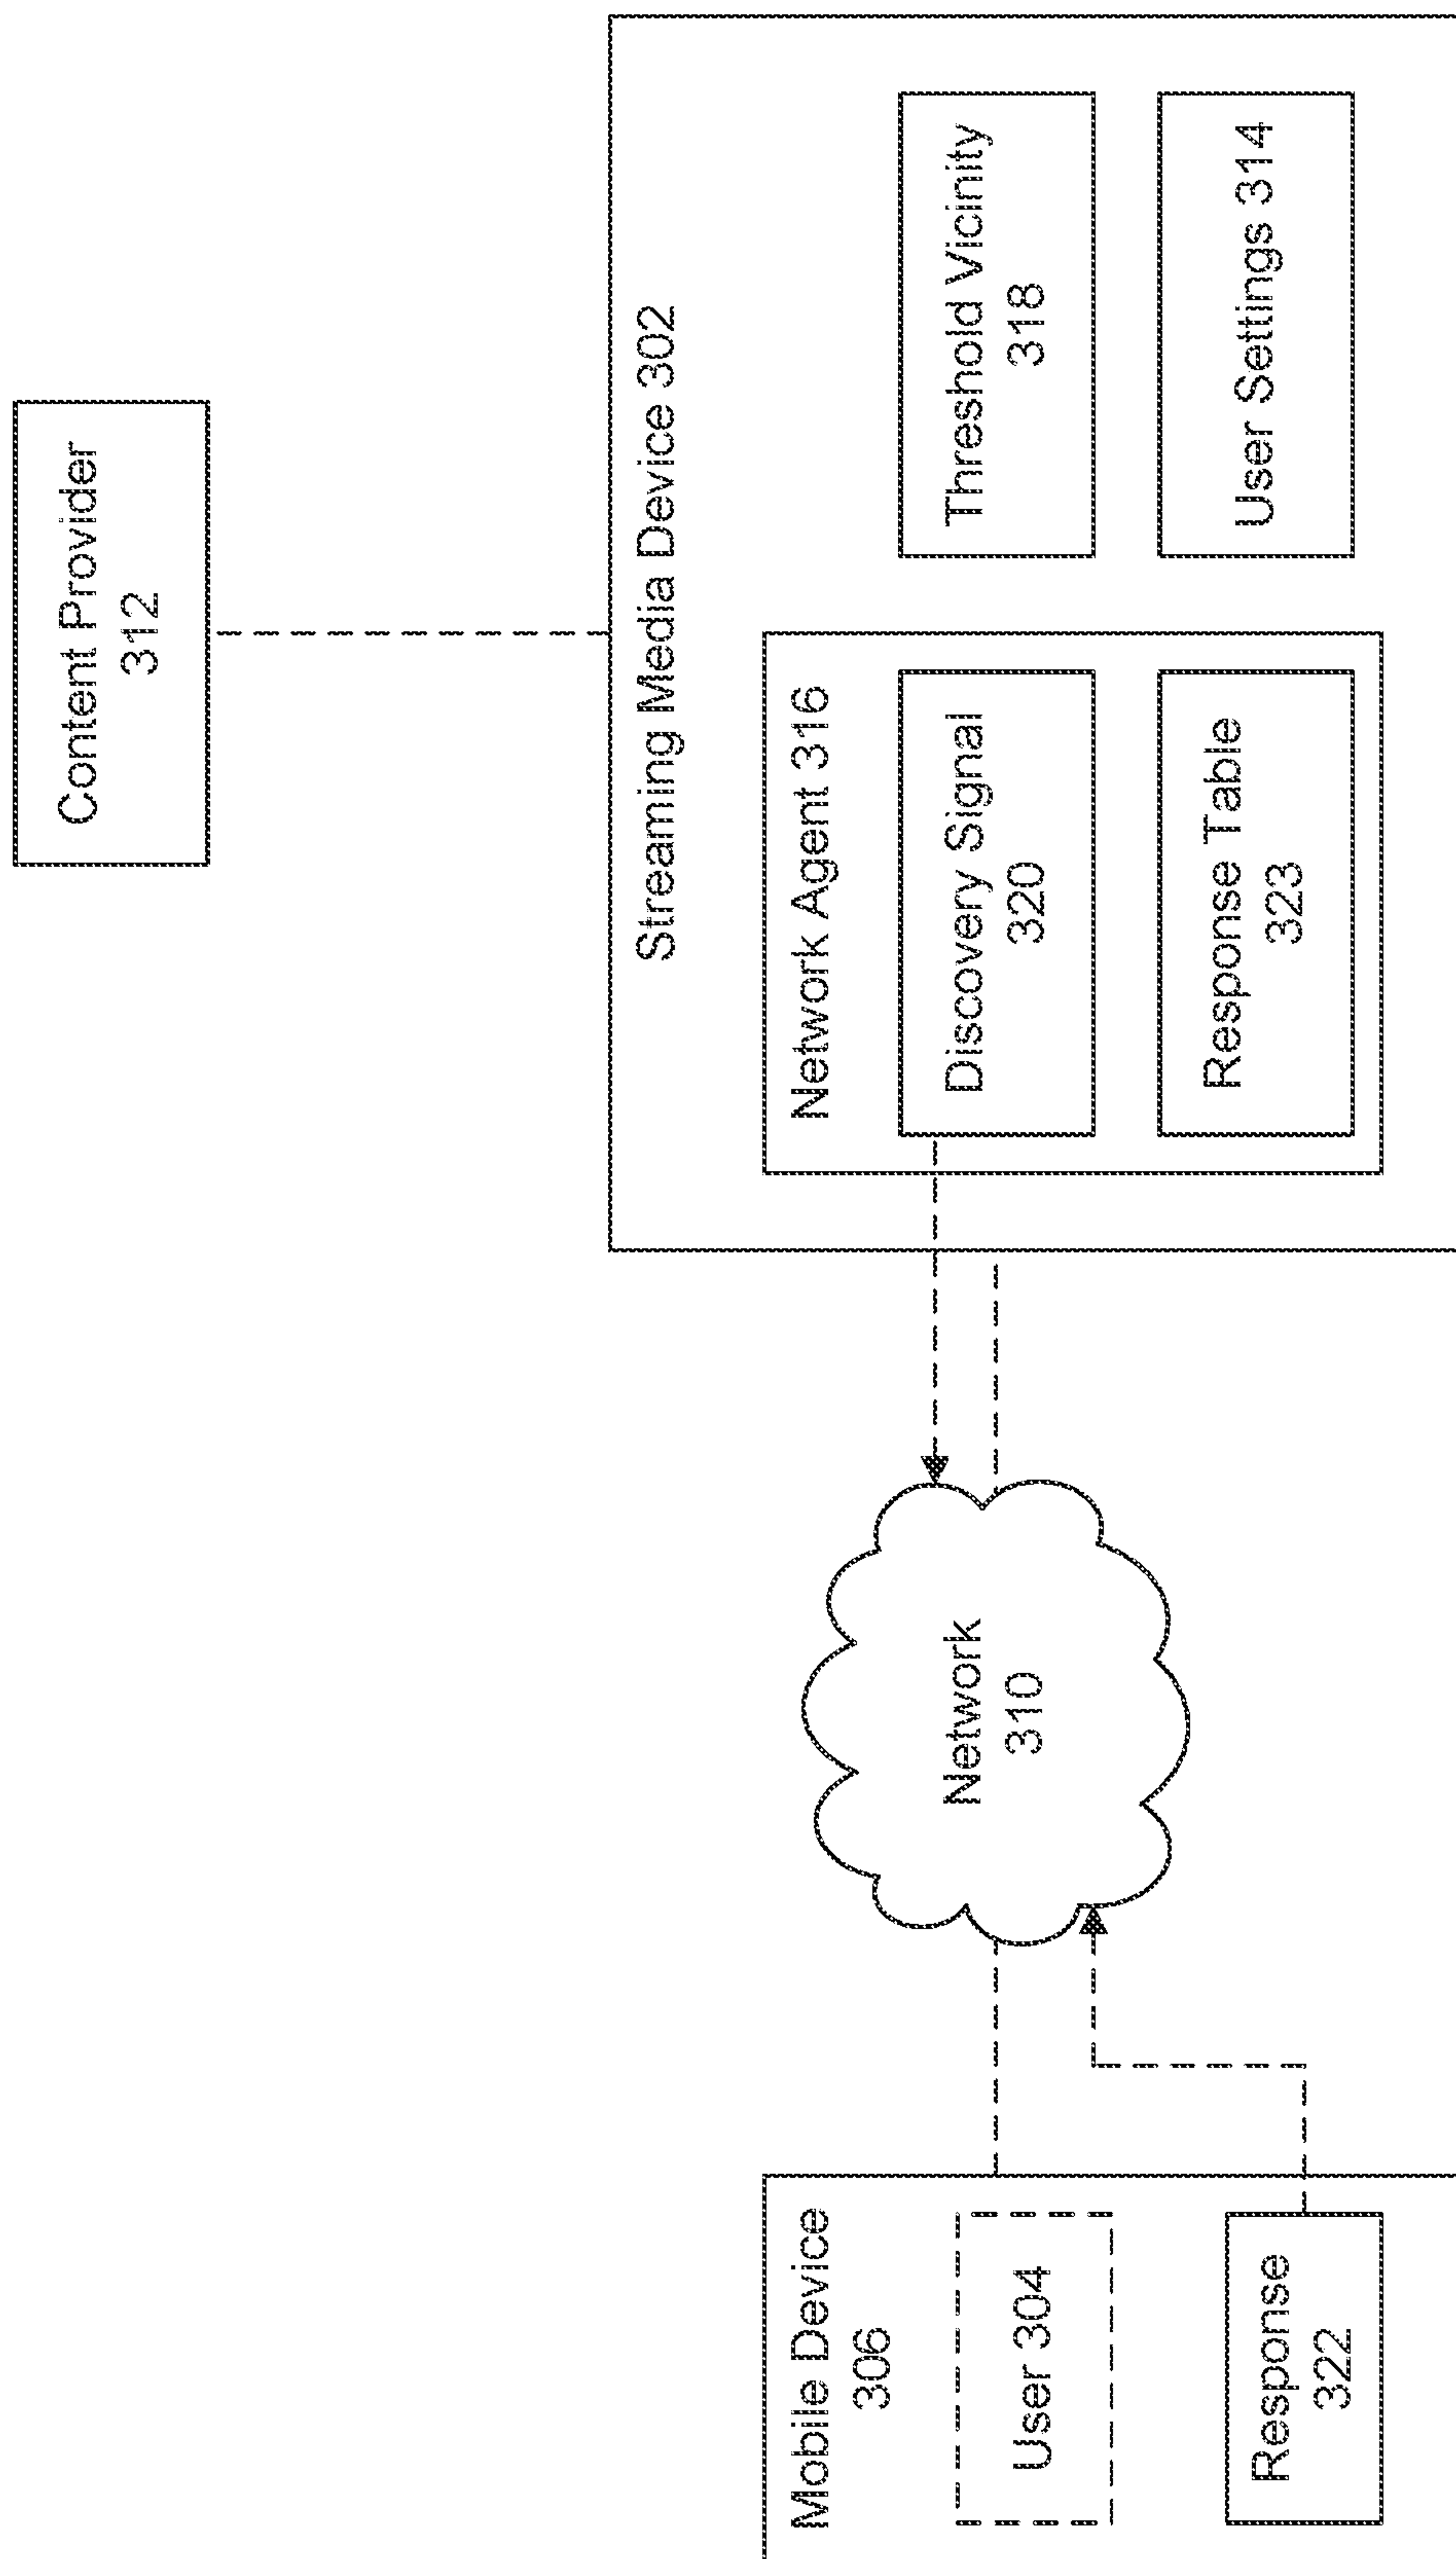 Content Provider
312
Streaming Media Device 302
Network Agent 316
Discovery Signal
320
Response Table
323
Threshold Vicinity
318
User Settings 314
Network
310
Mobile Device
306
User 304
Response
322